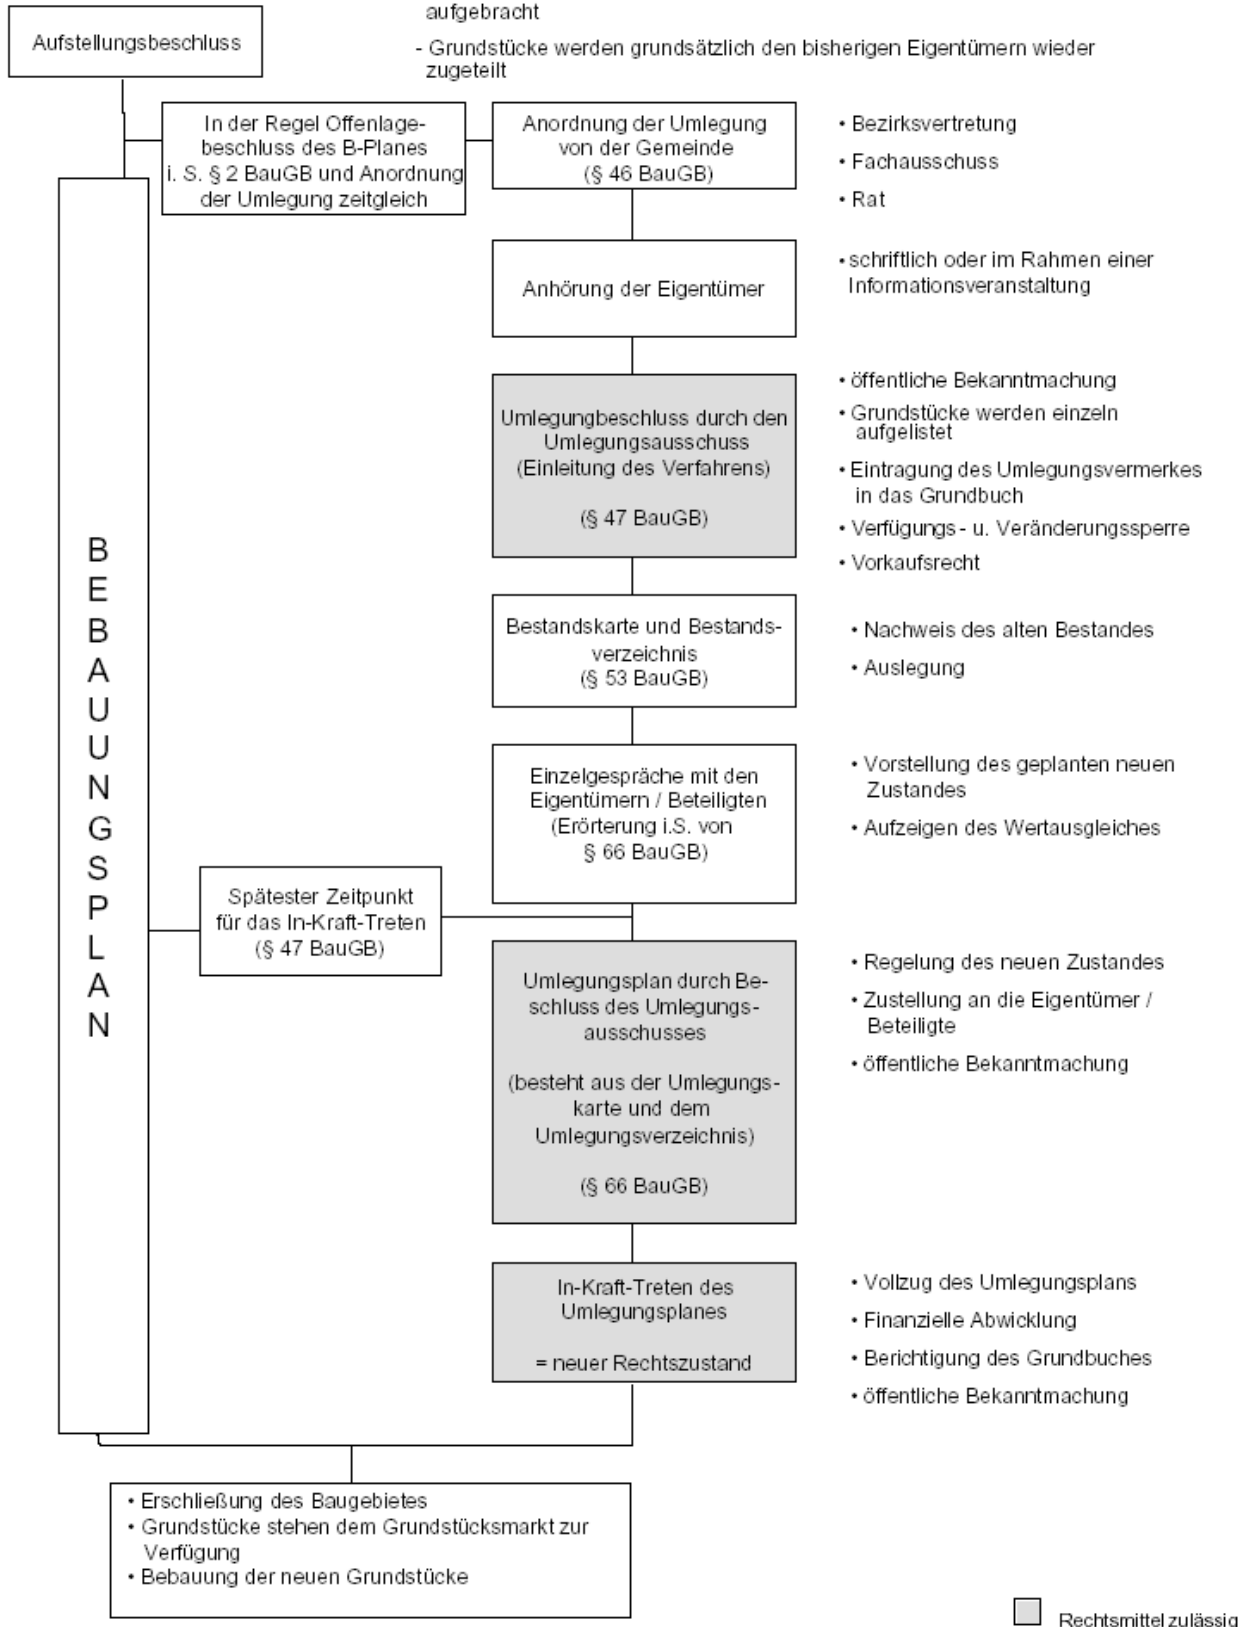 aufgebracht
- Grundstücke werden grundsätzlich den bisherigen Eigentümern wieder
zugeteilt
Aufstellungsbeschluss
In der Regel Offenlage-
beschluss des B-Planes
i. S. § 2 BauGB und Anordnung
der Umlegung zeitgleich
Anordnung der Umlegung
von der Gemeinde
(§ 46 BauGB)
• Bezirksvertretung
• Fachausschuss
• Rat
Anhörung der Eigentümer
• schriftlich oder im Rahmen einer
Informationsveranstaltung
Umlegungbeschluss durch den
Umlegungsausschuss
(Einleitung des Verfahrens)
(§ 47 BauGB)
• öffentliche Bekanntmachung
• Grundstücke werden einzeln
aufgelistet
• Eintragung des Umlegungsvermerkes
in das Grundbuch
• Verfügungs- u. Veränderungssperre
• Vorkaufsrecht
B
E
B
A
U
U
N
G
S
P
L
A
N
Bestandskarte und Bestands-
verzeichnis
(§ 53 BauGB)
• Nachweis des alten Bestandes
• Auslegung
Einzelgespräche mit den
Eigentümern / Beteiligten
(Erörterung i.S. von
§ 66 BauGB)
• Vorstellung des geplanten neuen
Zustandes
• Aufzeigen des Wertausgleiches
Spätester Zeitpunkt
für das In-Kraft-Treten
(§ 47 BauGB)
Umlegungsplan durch Be-
schluss des Umlegungs-
ausschusses
(besteht aus der Umlegungs-
karte und dem
Umlegungsverzeichnis)
(§ 66 BauGB)
• Regelung des neuen Zustandes
• Zustellung an die Eigentümer /
Beteiligte
• öffentliche Bekanntmachung
In-Kraft-Treten des
Umlegungsplanes
= neuer Rechtszustand
• Vollzug des Umlegungsplans
• Finanzielle Abwicklung
• Berichtigung des Grundbuches
• öffentliche Bekanntmachung
• Erschließung des Baugebietes
• Grundstücke stehen dem Grundstücksmarkt zur
Verfügung
• Bebauung der neuen Grundstücke
Rechtsmittel zulässig